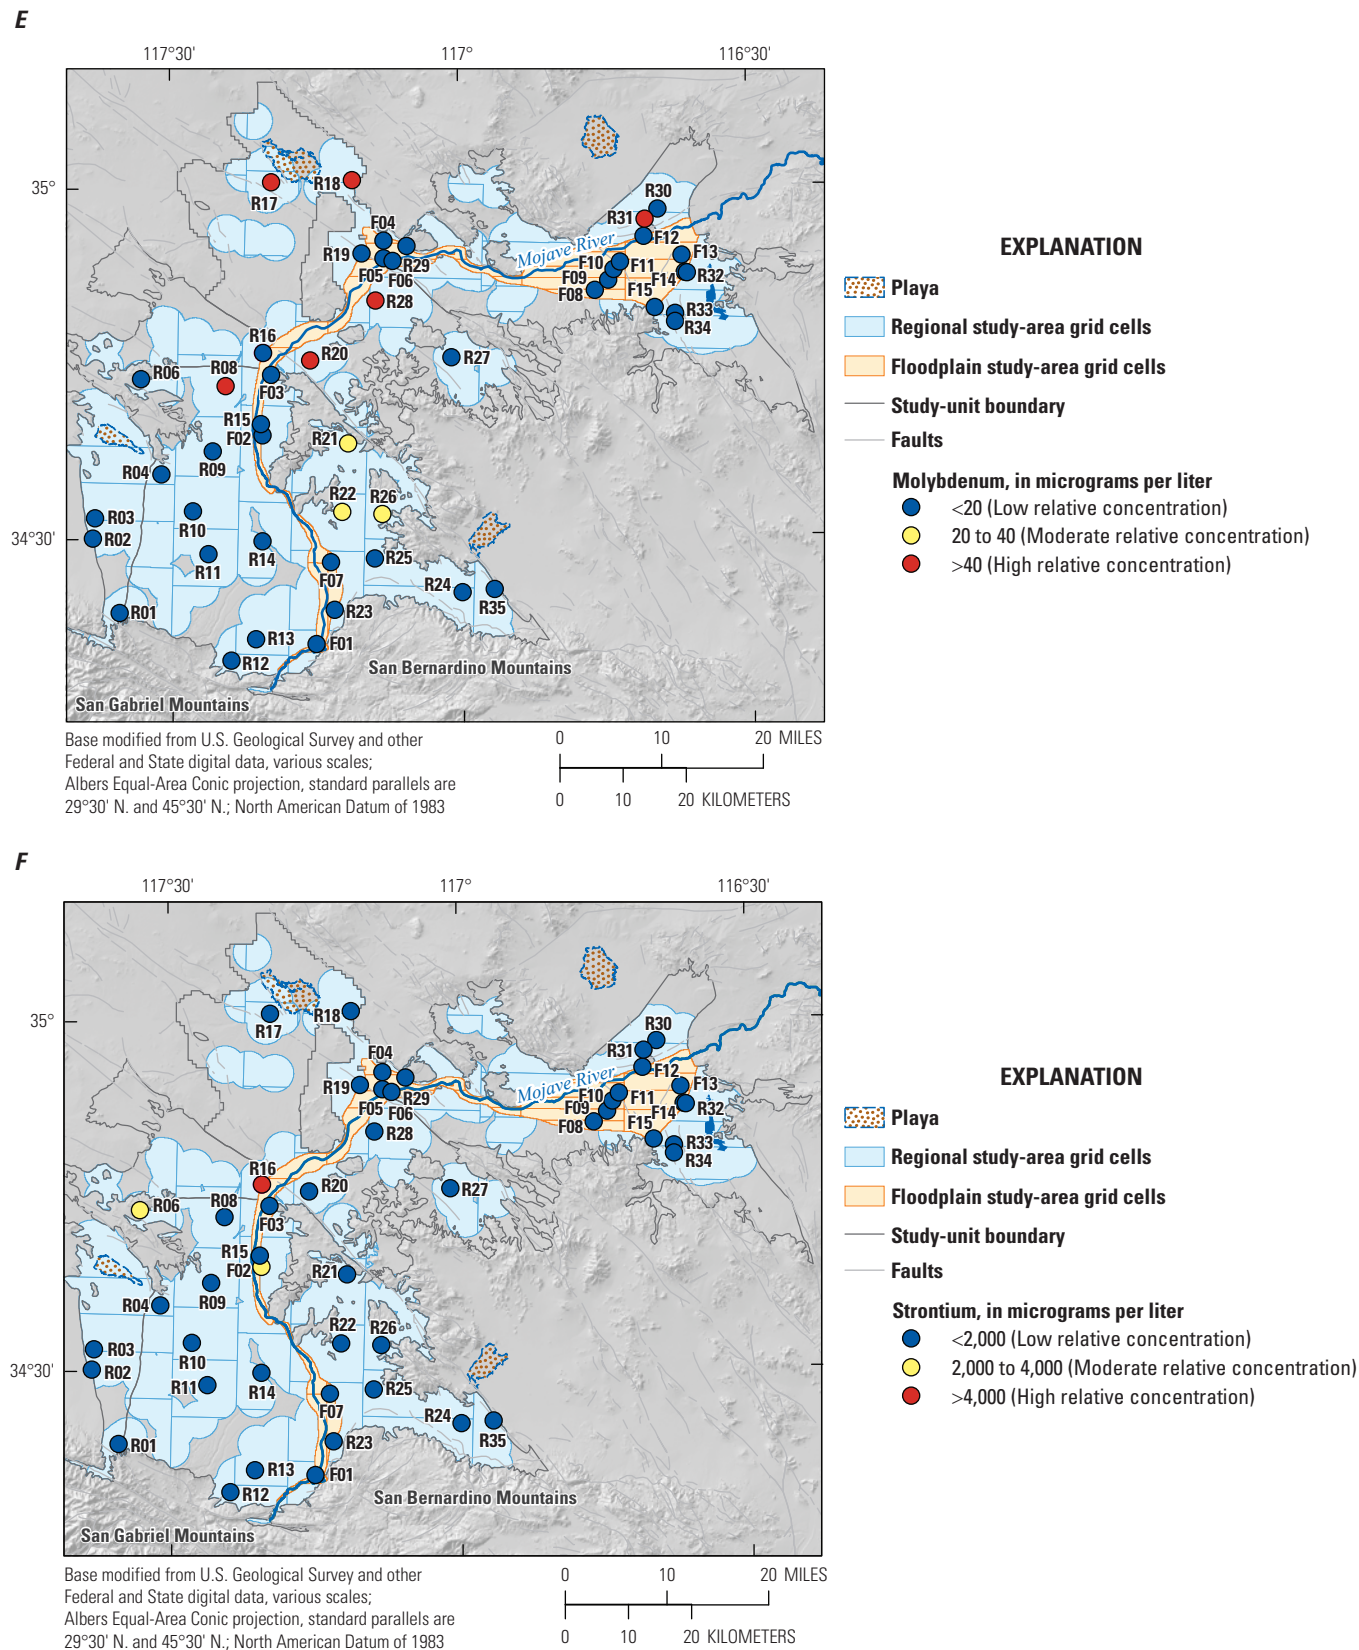 E
117°30'
117°
116°30'
35°
34°30'
R17
R18
R30
R31
F04
Mojave River
F12
F13
R19
R29
F10
F11
F05
F06
F09
F14
R32
F08
F15
R28
R33
R34
R16
R20
R27
R06
R08
F03
R15
F02
R21
R09
R04
R22
R26
R03
R10
R02
R14
R25
R11
F07
R24
R35
R01
R23
R13
F01
R12
San Bernardino Mountains
San Gabriel Mountains
Base modified from U.S. Geological Survey and other
Federal and State digital data, various scales;
Albers Equal-Area Conic projection, standard parallels are
29°30' N. and 45°30' N.; North American Datum of 1983
0 10 20 MILES
0 10 20 KILOMETERS
EXPLANATION
Playa
Regional study-area grid cells
Floodplain study-area grid cells
Study-unit boundary
Faults
Molybdenum, in micrograms per liter
<20 (Low relative concentration)
20 to 40 (Moderate relative concentration)
>40 (High relative concentration)
F
117°30'
117°
116°30'
35°
34°30'
R17
R18
R30
R31
F04
Mojave River
F12
F13
R19
R29
F10
F11
F05
F06
F09
F14
R32
F08
F15
R28
R33
R34
R16
R20
R27
R06
R08
F03
R15
F02
R21
R09
R04
R22
R26
R03
R10
R02
R14
R25
R11
F07
R24
R35
R01
R23
R13
F01
R12
San Bernardino Mountains
San Gabriel Mountains
Base modified from U.S. Geological Survey and other
Federal and State digital data, various scales;
Albers Equal-Area Conic projection, standard parallels are
29°30' N. and 45°30' N.; North American Datum of 1983
0 10 20 MILES
0 10 20 KILOMETERS
EXPLANATION
Playa
Regional study-area grid cells
Floodplain study-area grid cells
Study-unit boundary
Faults
Strontium, in micrograms per liter
<2,000 (Low relative concentration)
2,000 to 4,000 (Moderate relative concentration)
>4,000 (High relative concentration)